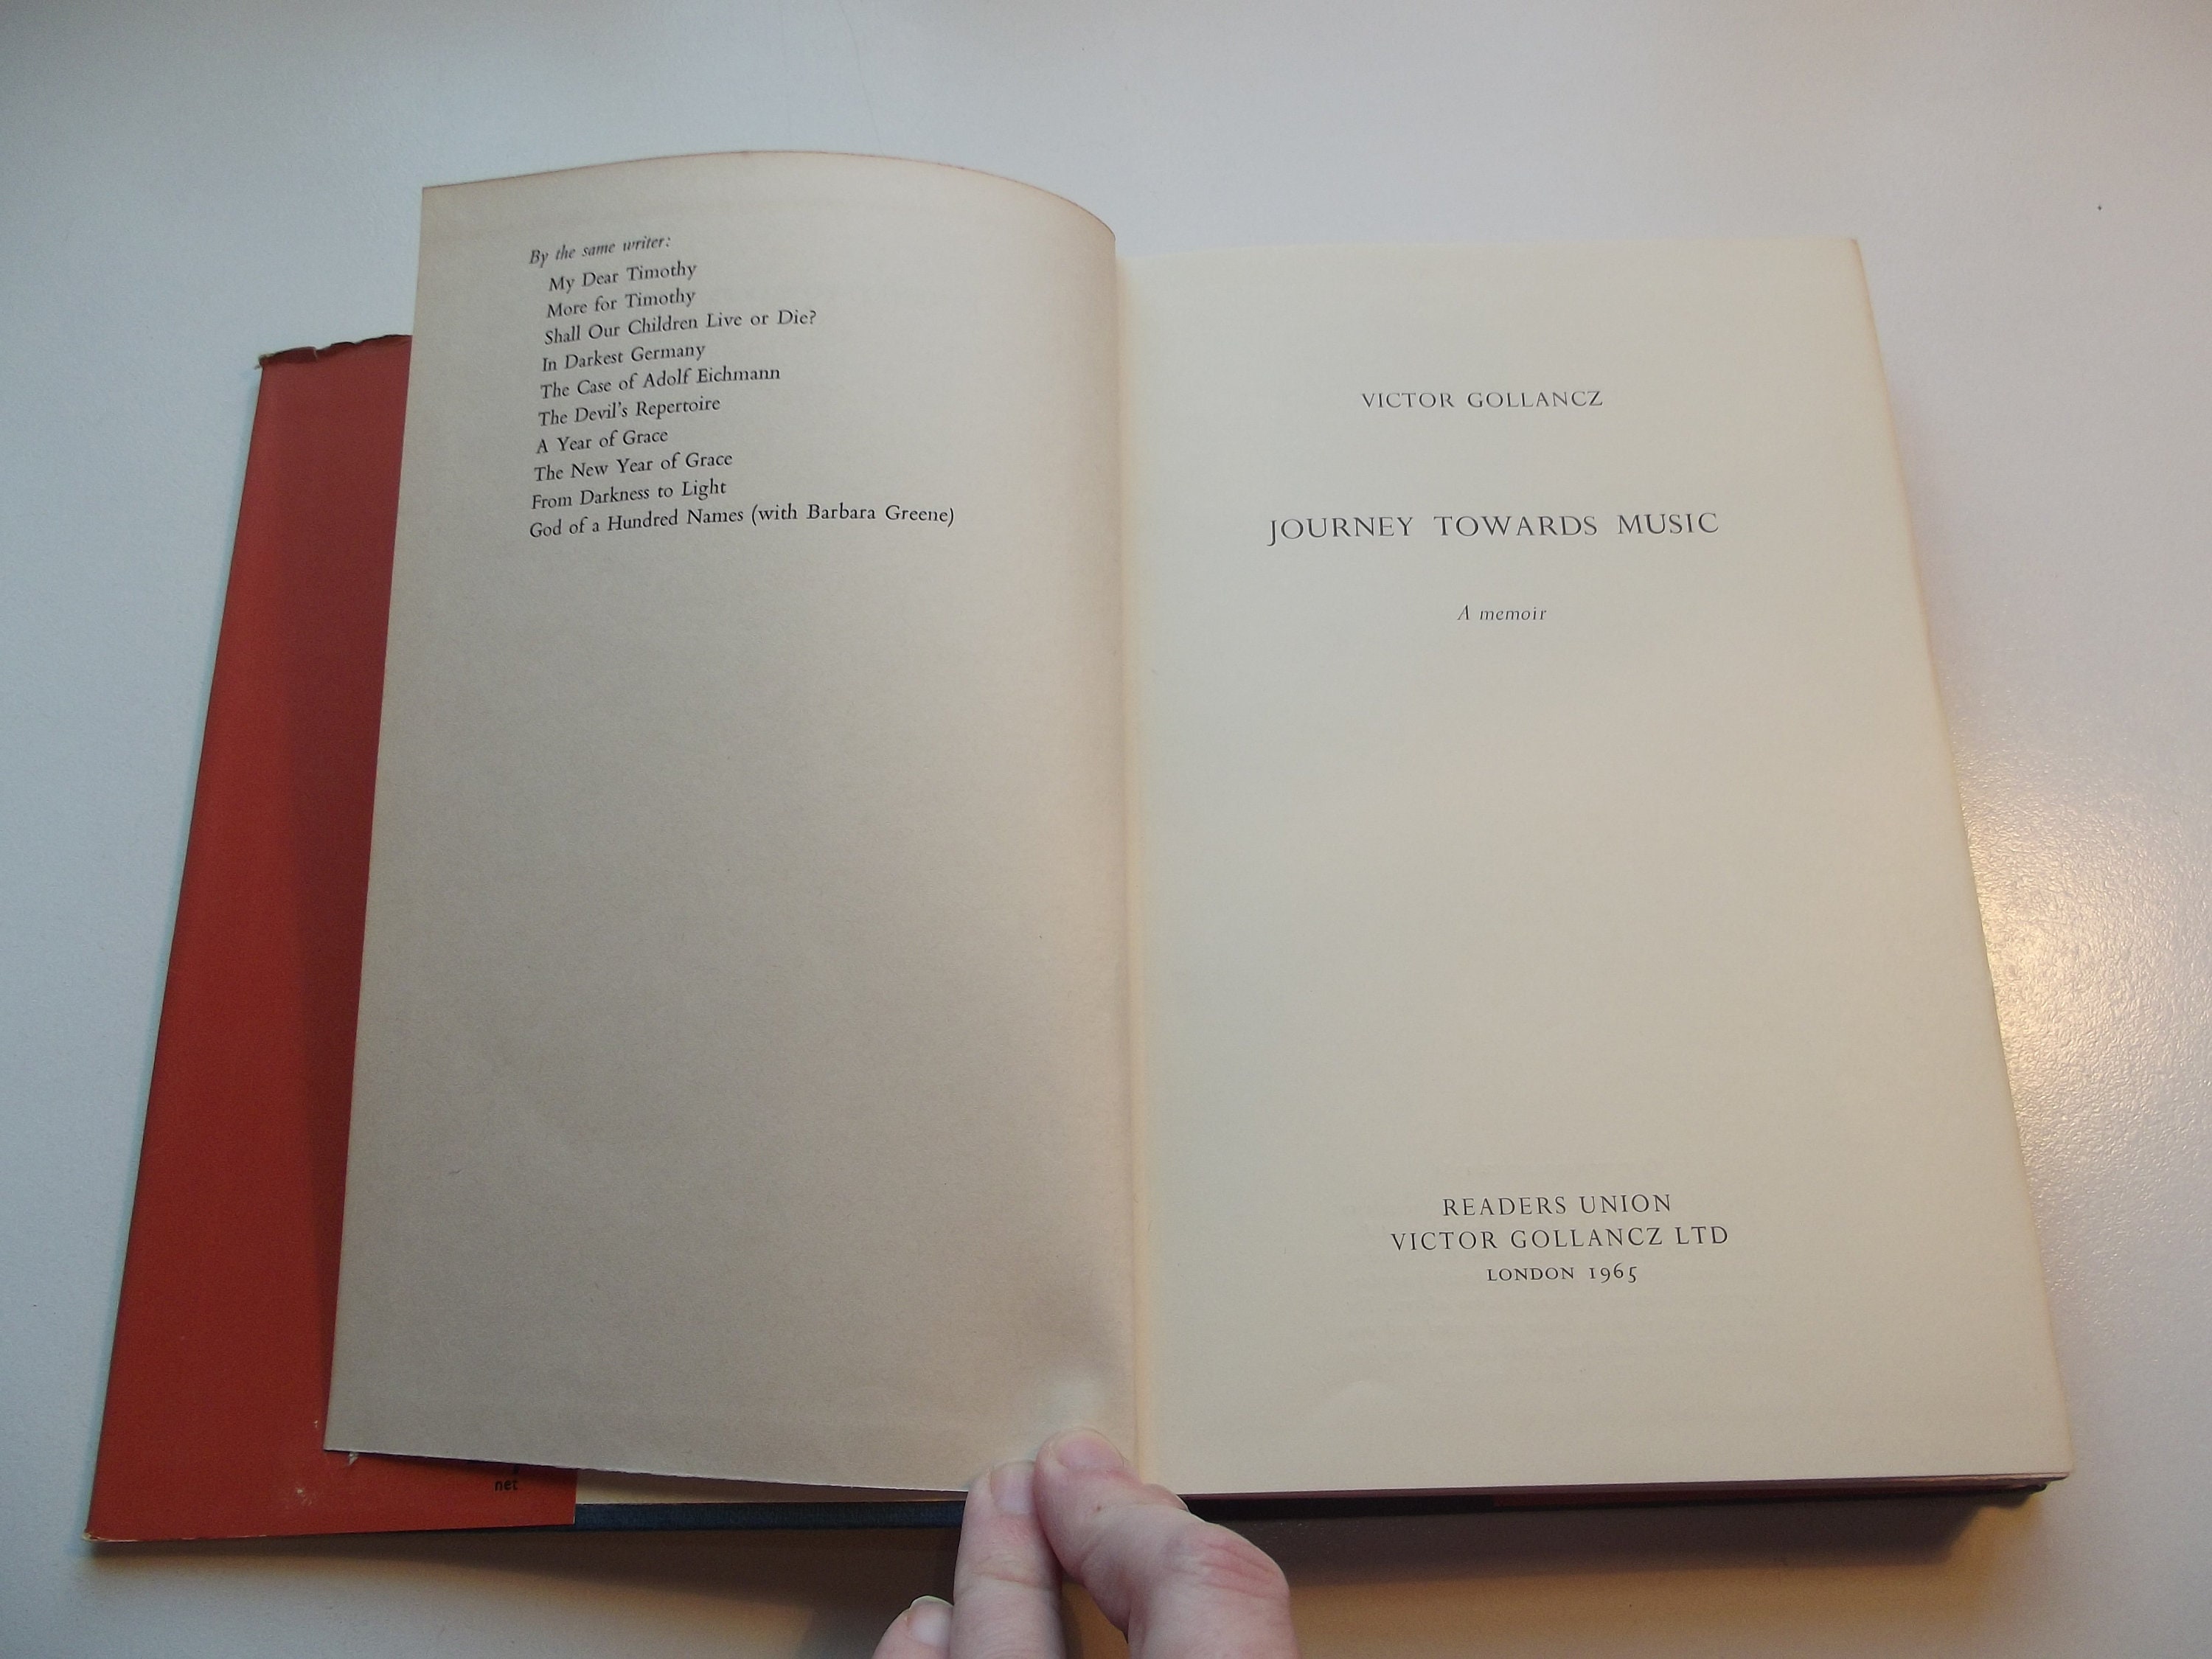 By the same writer:
My Dear Timothy
More for Timothy
Shall Our Children Live or Die?
In Darkest Germany
The Case of Adolf Eichmann
The Devil's Repertoire
A Year of Grace
The New Year of Grace
From Darkness to Light
God of a Hundred Names (with Barbara Greene)
net
VICTOR GOLLANCZ
JOURNEY TOWARDS MUSIC
A memoir
READERS UNION
VICTOR GOLLANCZ LTD
LONDON 1965